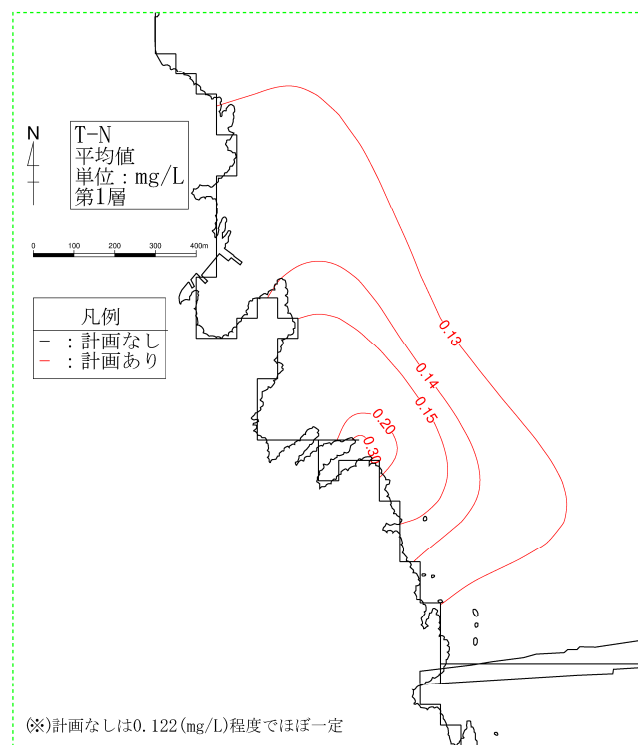 N
T-N
平均値
単位：mg/L
第1層
0 100 200 300 400m
凡例
― ：計画なし
― ：計画あり
0.13
0.14
0.15
0.20
0.30
(※)計画なしは0.122(mg/L)程度でほぼ一定